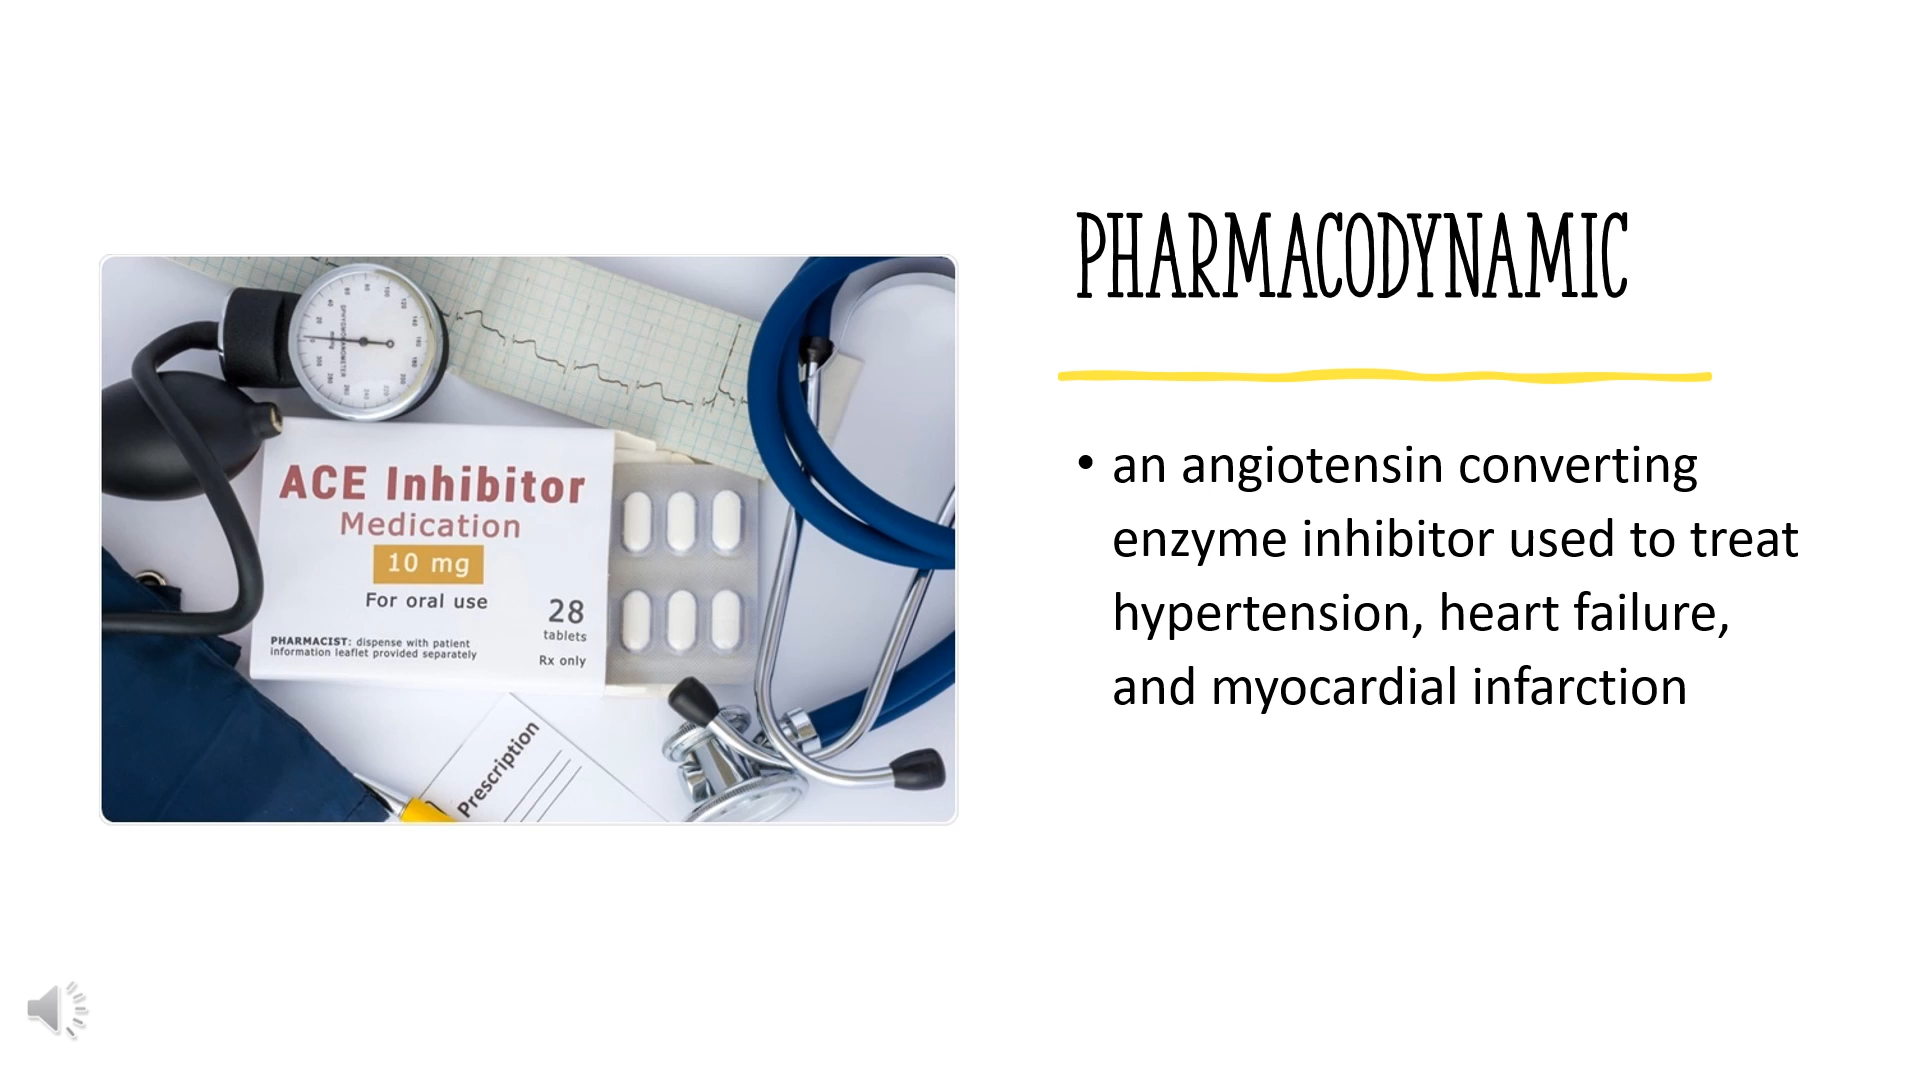 ACE Inhibitor
Medication
10 mg
For oral use
28
tablets
Rx only
PHARMACIST: dispense with patient
information leaflet provided separately
Prescription
PHARMACODYNAMIC
• an angiotensin converting
enzyme inhibitor used to treat
hypertension, heart failure,
and myocardial infarction